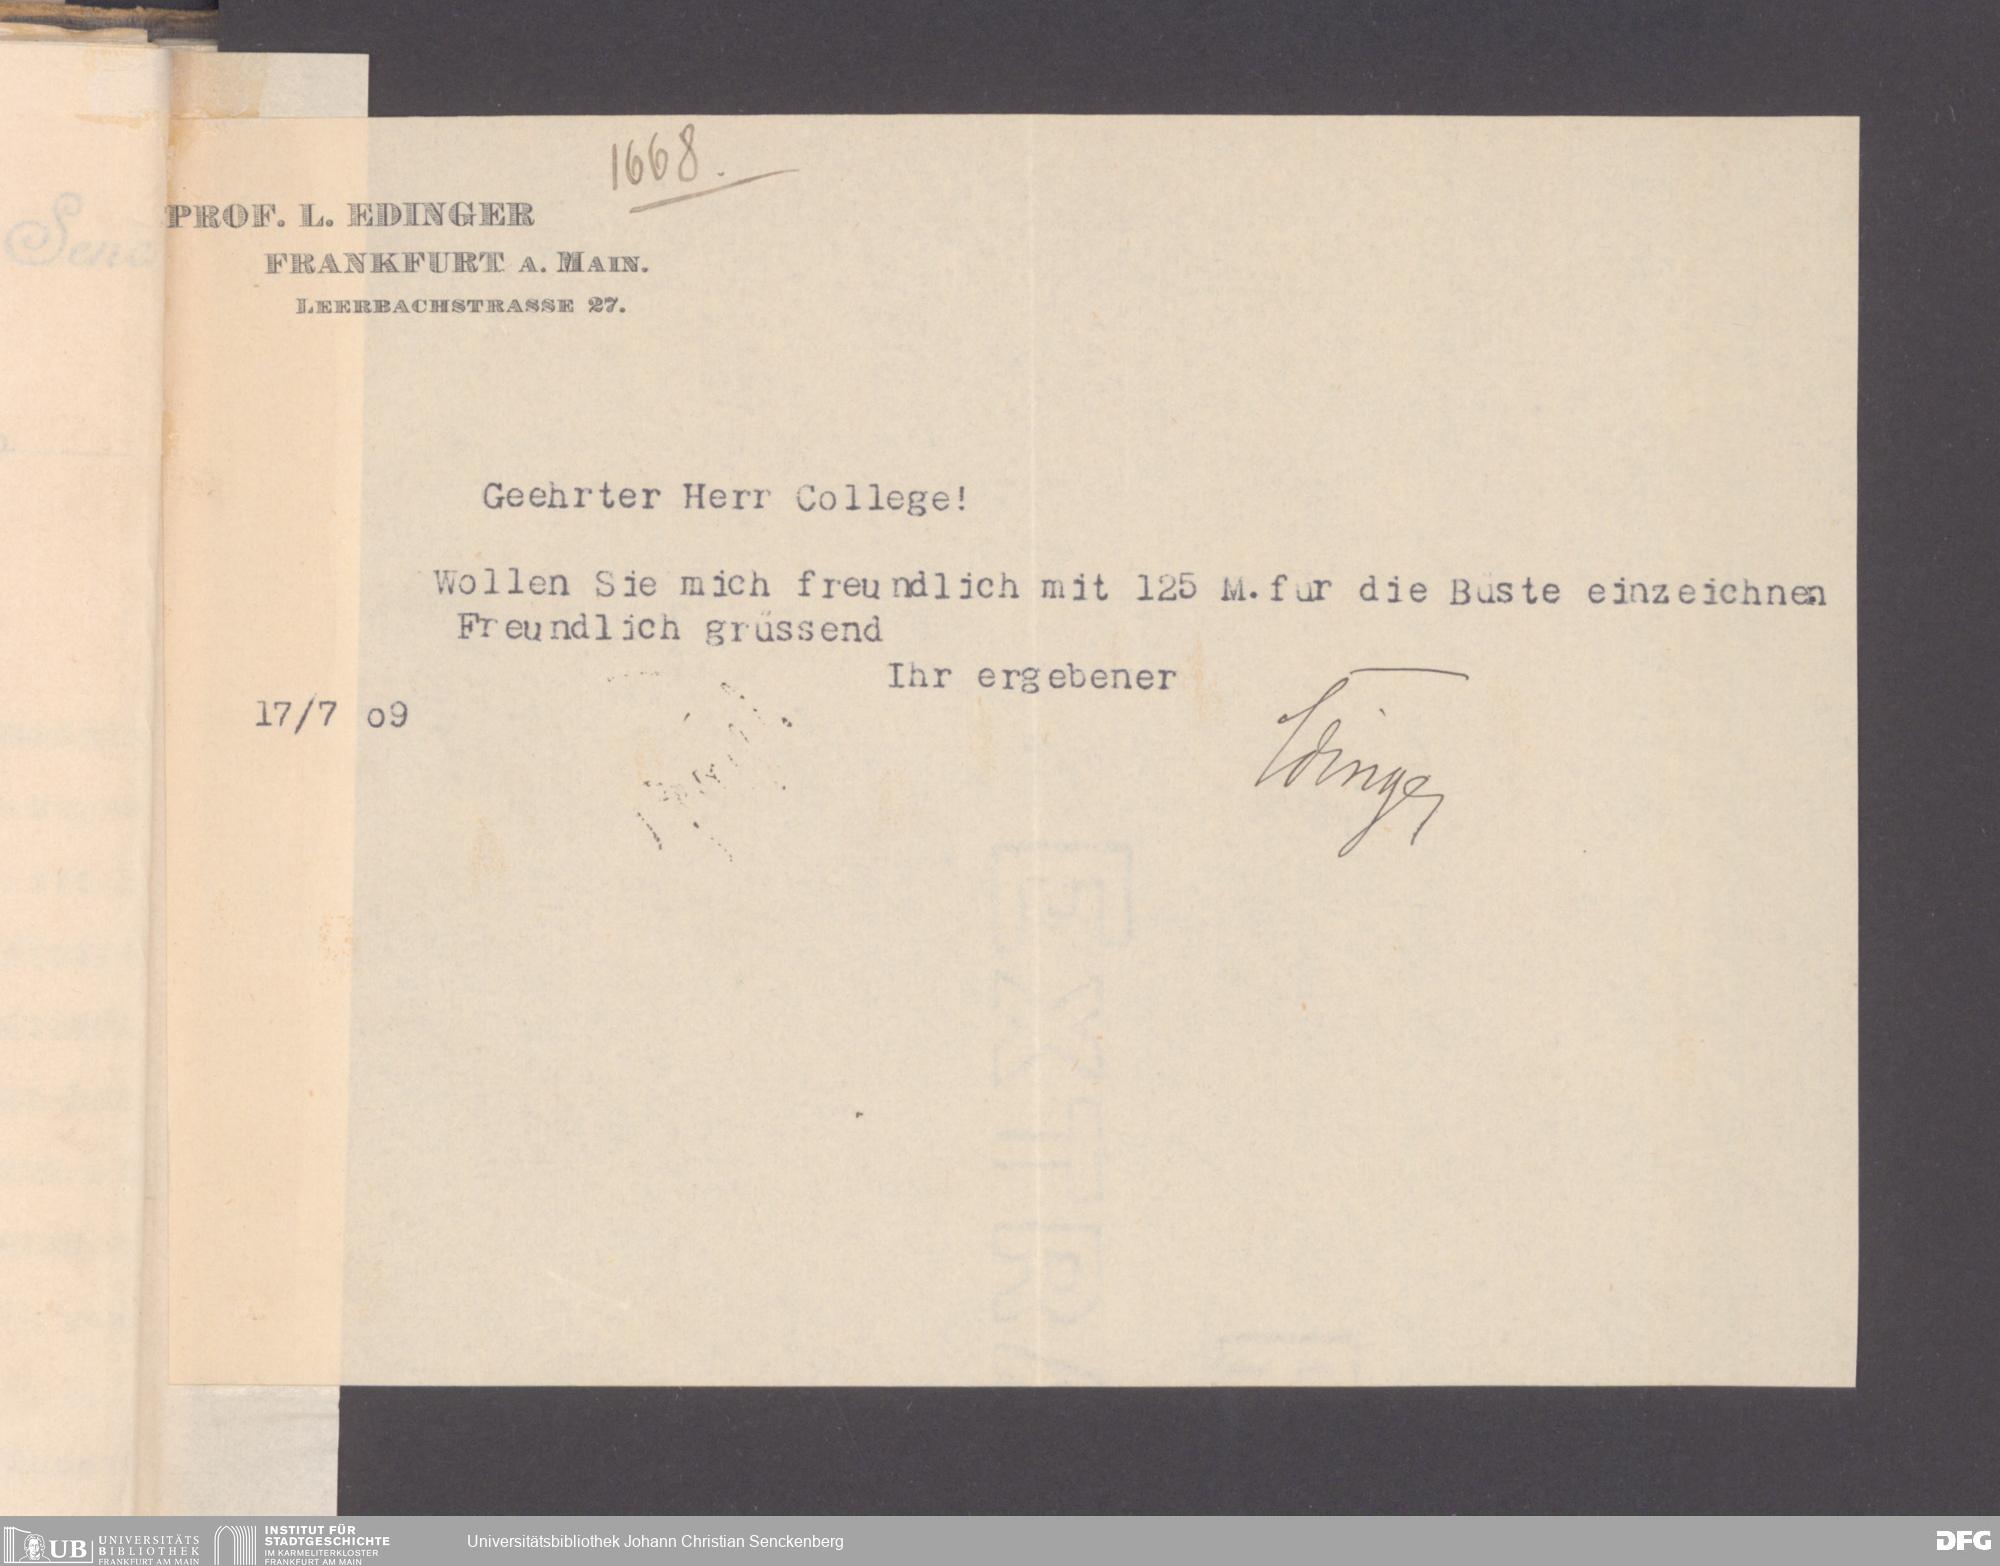 1668.
PROF. L. EDINGER
FRANKFURT A. MAIN.
LEERBACHSTRASSE 27.
Geehrter Herr College!
Wollen Sie mich freundlich mit 125 M.für die Büste einzeichnen
Freundlich grüssend
Ihr ergebener
17/7 o9
Edinger
UB UNIVERSITÄTS BIBLIOTHEK FRANKFURT AM MAIN
INSTITUT FÜR STADTGESCHICHTE IM KARMELITERKLOSTER FRANKFURT AM MAIN
Universitätsbibliothek Johann Christian Senckenberg
DFG